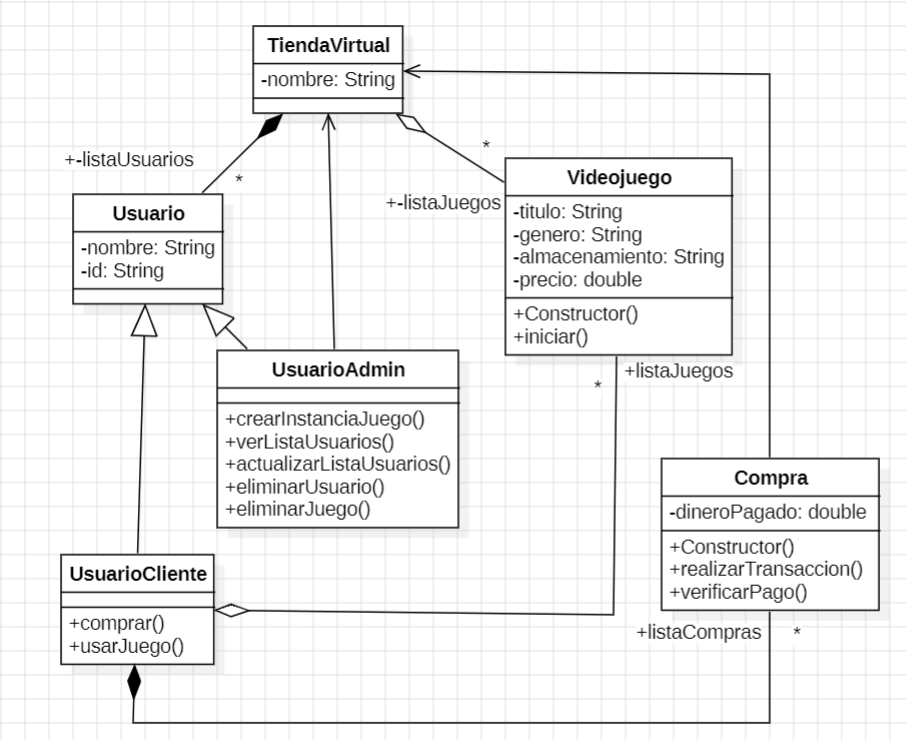 TiendaVirtual
-nombre: String
+-listaUsuarios
*
*
+-listaJuegos
Usuario
-nombre: String
-id: String
Videojuego
-titulo: String
-genero: String
-almacenamiento: String
-precio: double
+Constructor()
+iniciar()
+listaJuegos
*
UsuarioAdmin
+crearInstanciaJuego()
+verListaUsuarios()
+actualizarListaUsuarios()
+eliminarUsuario()
+eliminarJuego()
Compra
-dineroPagado: double
+Constructor()
+realizarTransaccion()
+verificarPago()
+listaCompras
*
UsuarioCliente
+comprar()
+usarJuego()